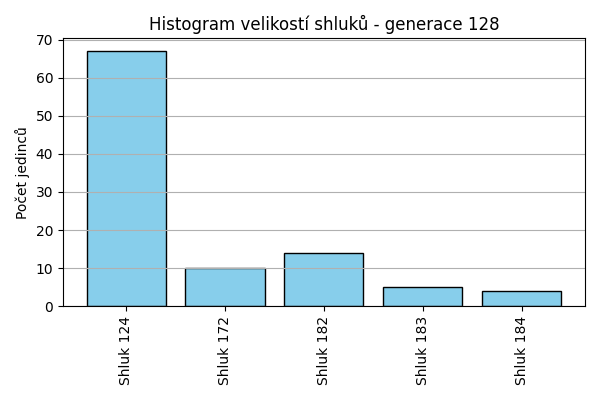 Histogram velikostí shluků - generace 128
Počet jedinců
70
60
50
40
30
20
10
0
Shluk 124
Shluk 172
Shluk 182
Shluk 183
Shluk 184